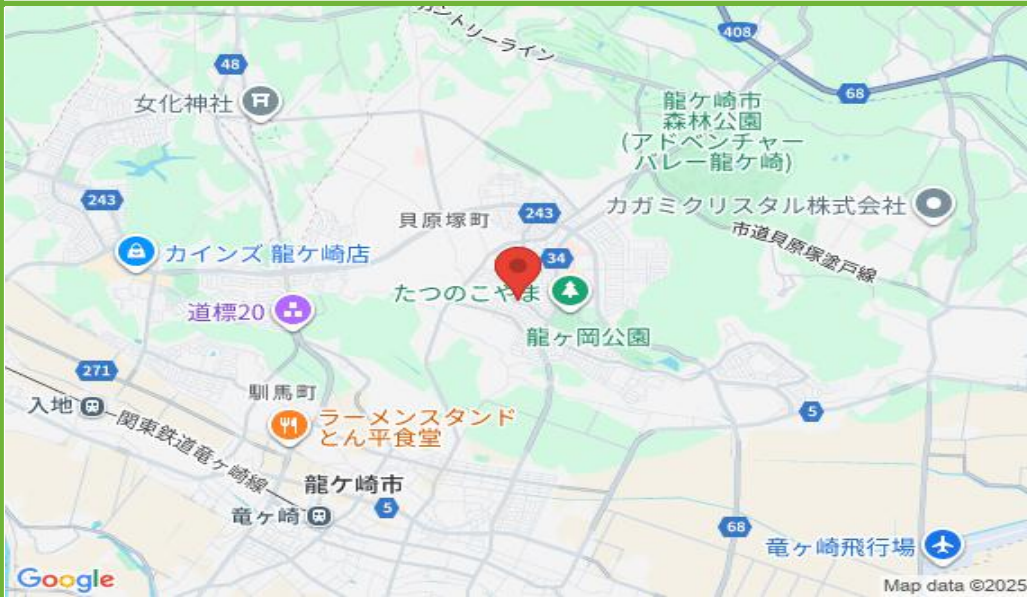 カントリーライン
408
48
68
女化神社
龍ケ崎市
森林公園
(アドベンチャー
バレー龍ケ崎)
243
貝原塚町
243
カガミクリスタル株式会社
市道貝原塚塗戸線
カインズ 龍ケ崎店
34
たつのこやま
道標20
龍ヶ岡公園
271
馴馬町
入地
5
ラーメンスタンド
とん平食堂
関東鉄道竜ヶ崎線
龍ケ崎市
5
竜ヶ崎
68
竜ヶ崎飛行場
Google
Map data ©2025